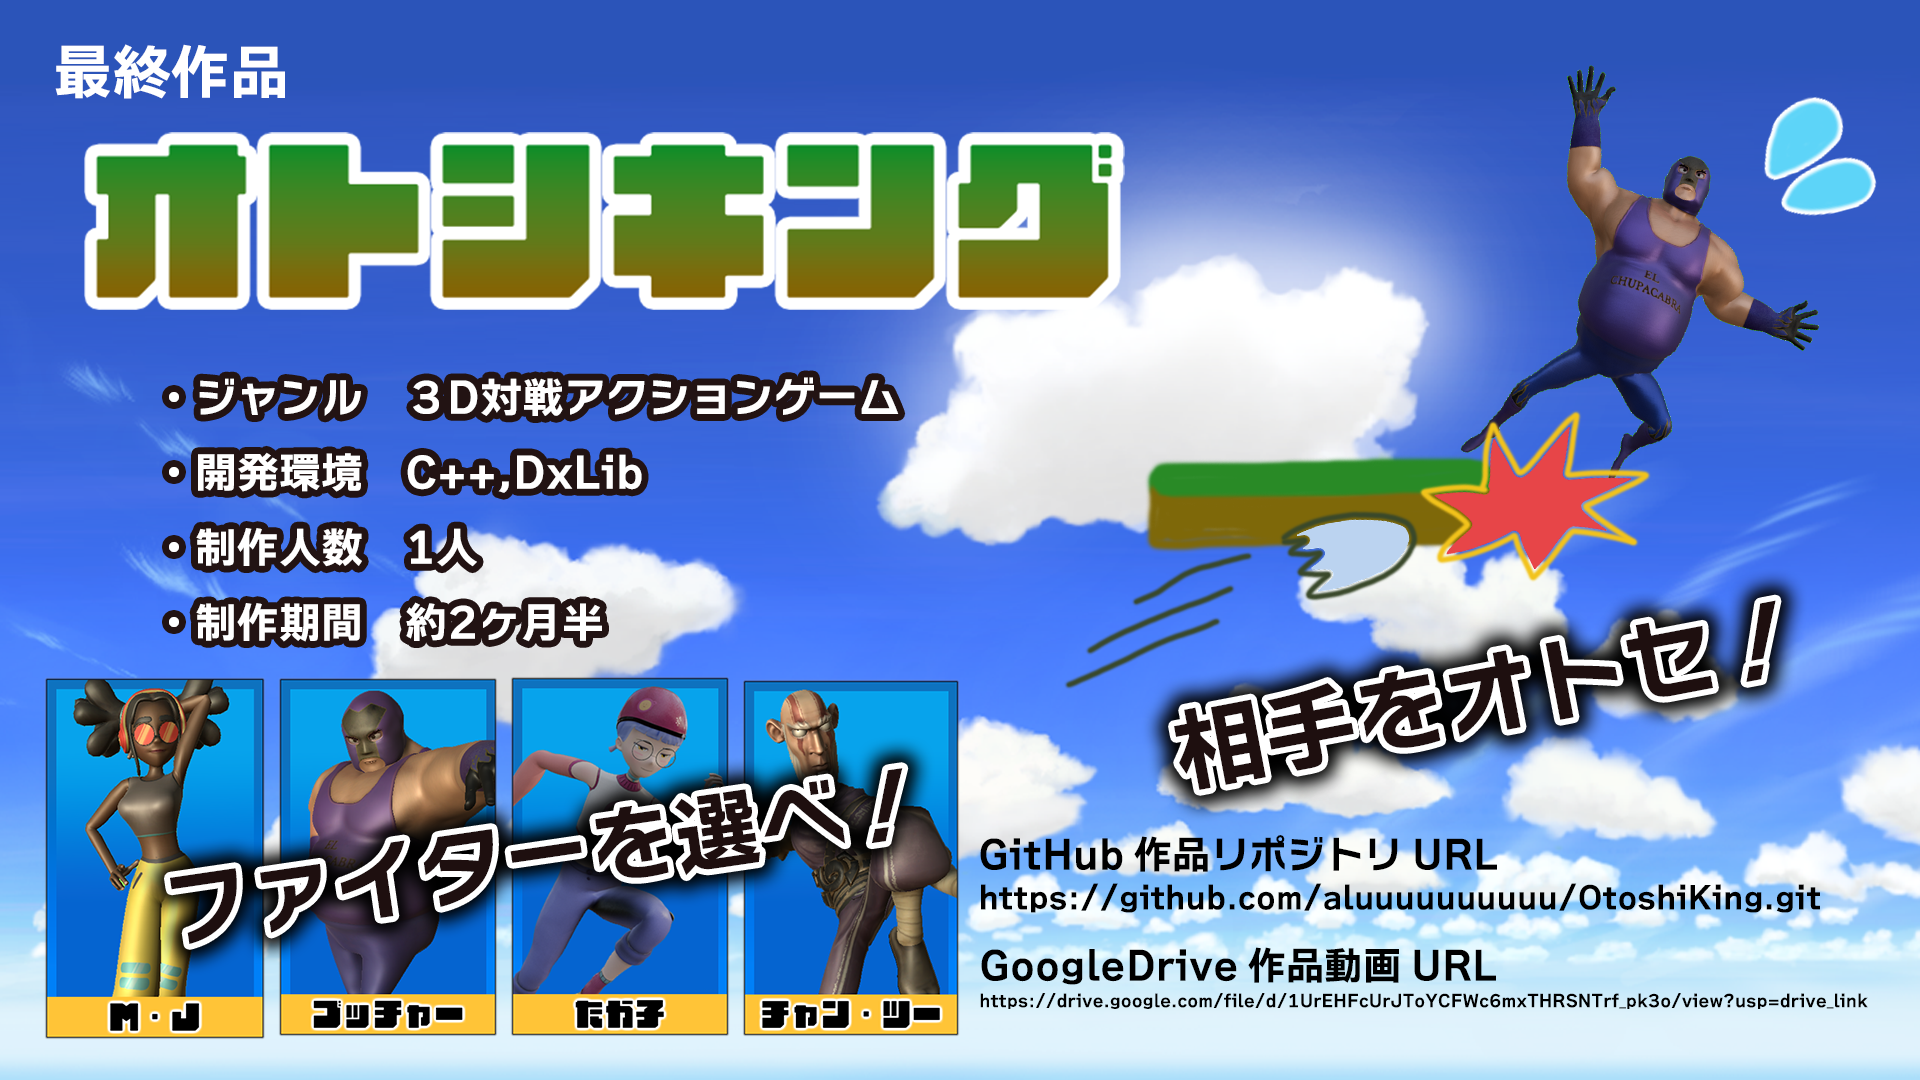 最終作品
オトシキング
・ジャンル　３D対戦アクションゲーム
・開発環境　C++,DxLib
・制作人数　1人
・制作期間　約2ヶ月半
EL
CHUPACABRA
相手をオトセ！
ファイターを選べ！
M・J
ブッチャー
たか子
チャン・ツー
GitHub 作品リポジトリ URL
https://github.com/aluuuuuuuuuu/OtoshiKing.git
GoogleDrive 作品動画 URL
https://drive.google.com/file/d/1UrEHFcUrJToYCFWc6mxTHRSNTrf_pk3o/view?usp=drive_link